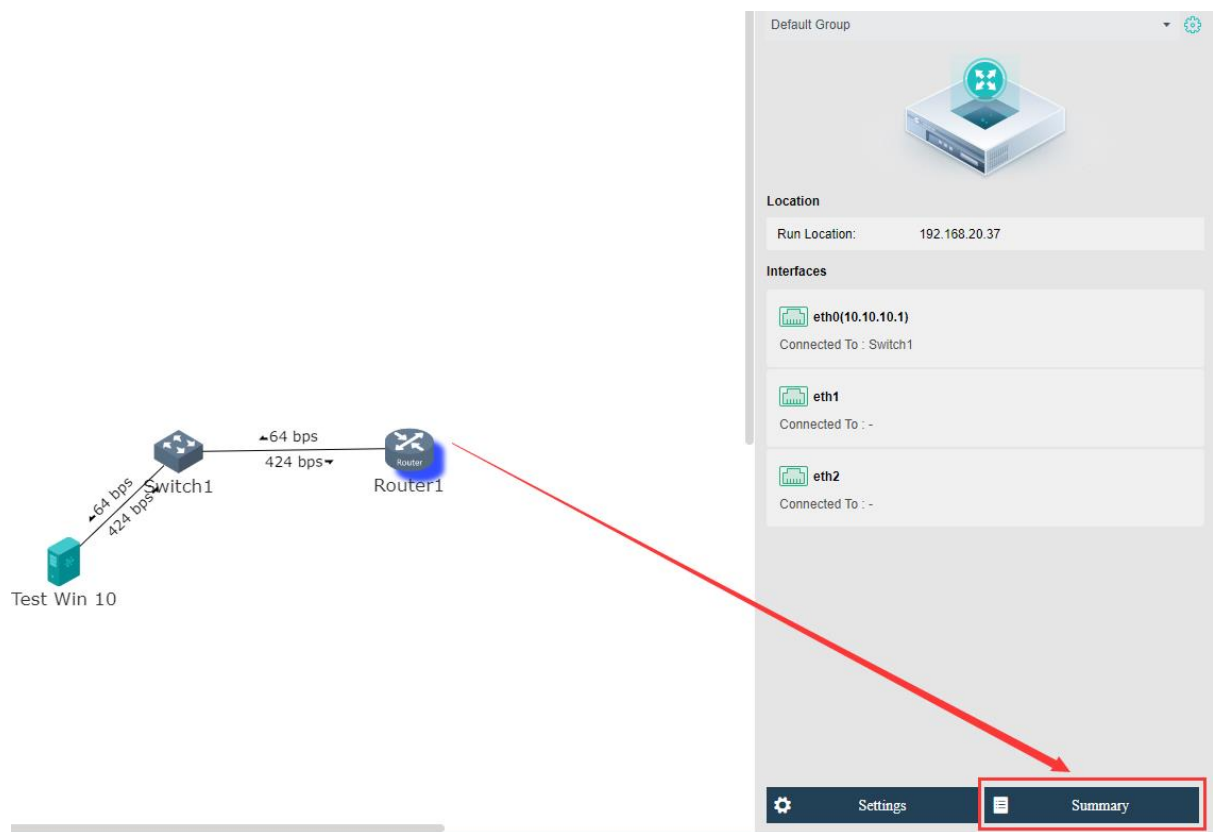 Default Group
Location
Run Location: 192.168.20.37
Interfaces
eth0(10.10.10.1)
Connected To : Switch1
eth1
Connected To : -
eth2
Connected To : -
Settings
Summary
64 bps
424 bps
Router
Router1
Switch1
64 bps
424 bps
Test Win 10